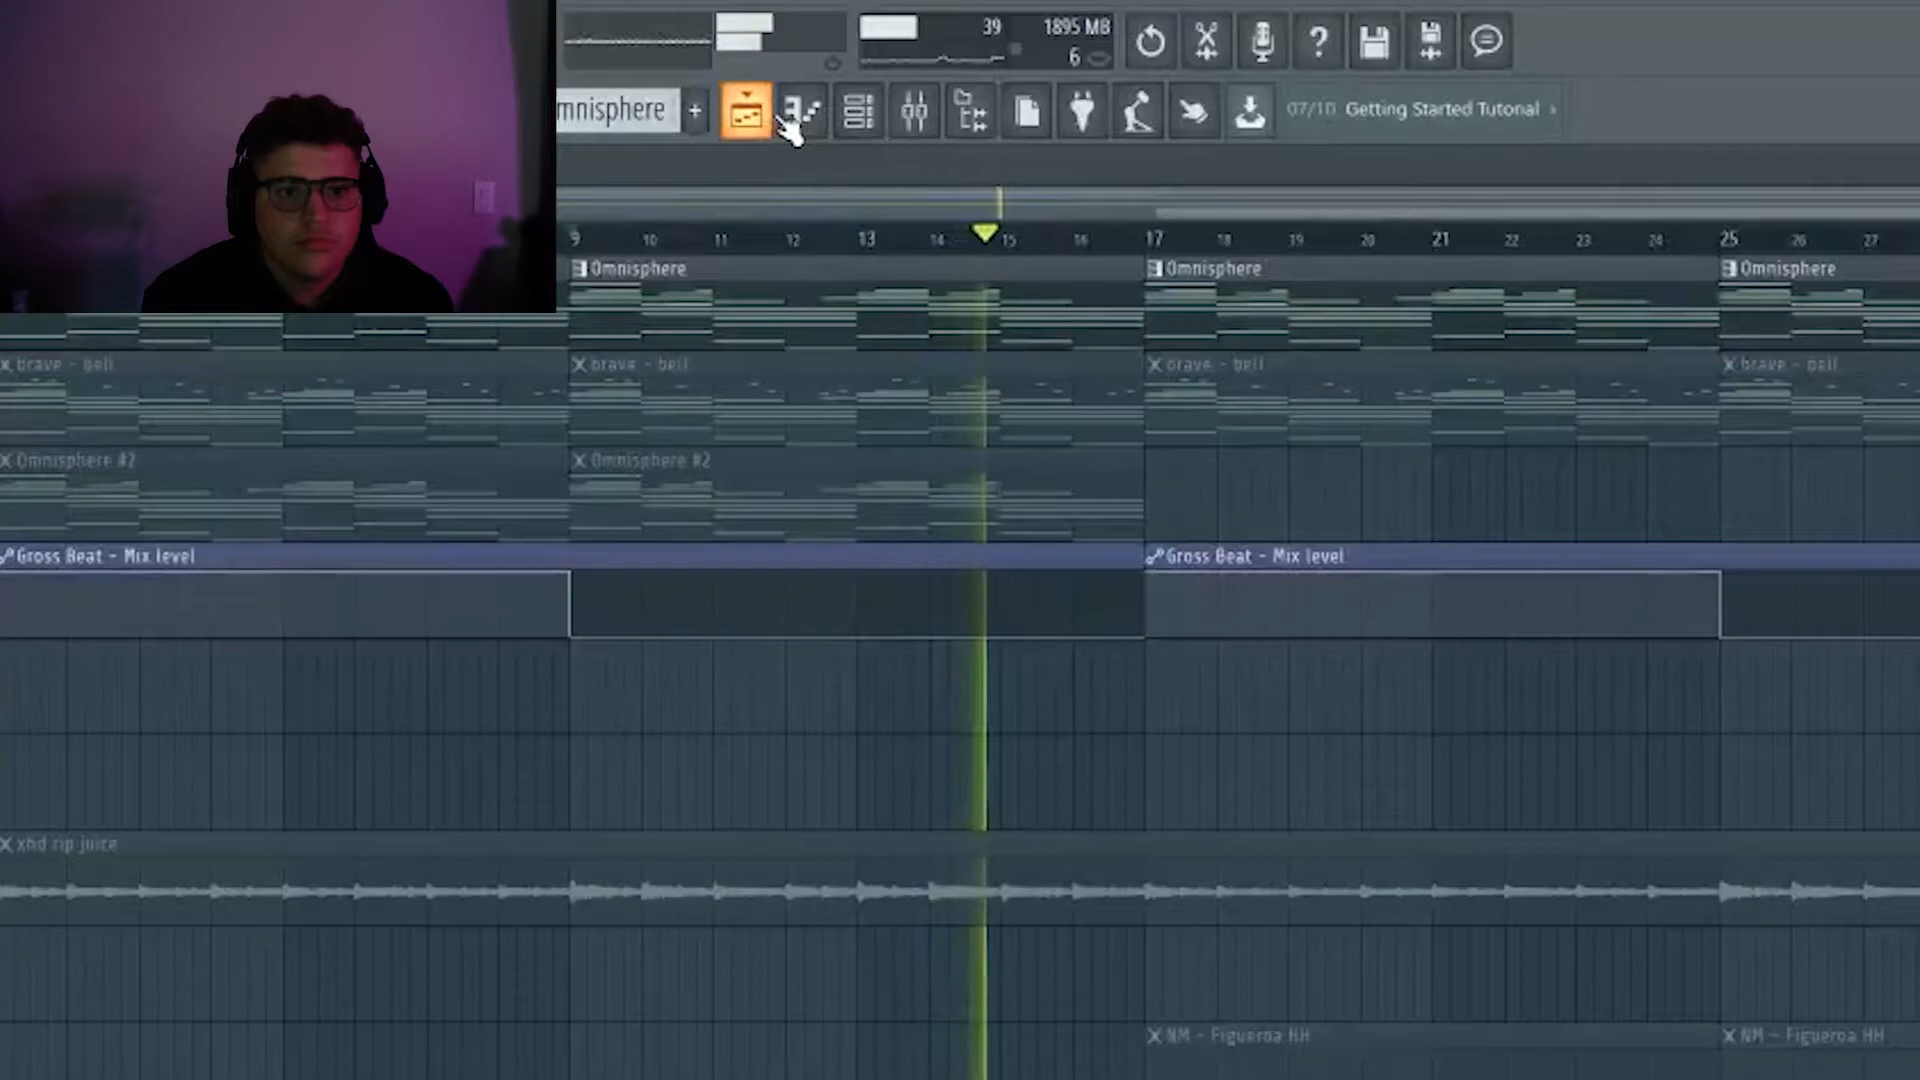 39
1895 MB
6
mnisphere
+
07/10 Getting Started Tutorial
9 10 11 12 13 14 15 16 17 18 19 20 21 22 23 24 25 26 27
Omnisphere Omnisphere Omnisphere
brave - bell brave - bell brave - bell brave - bell
Omnisphere #2 Omnisphere #2
Gross Beat - Mix level Gross Beat - Mix level
xhd rip juice
NM - Figueroa HH NM - Figueroa HH